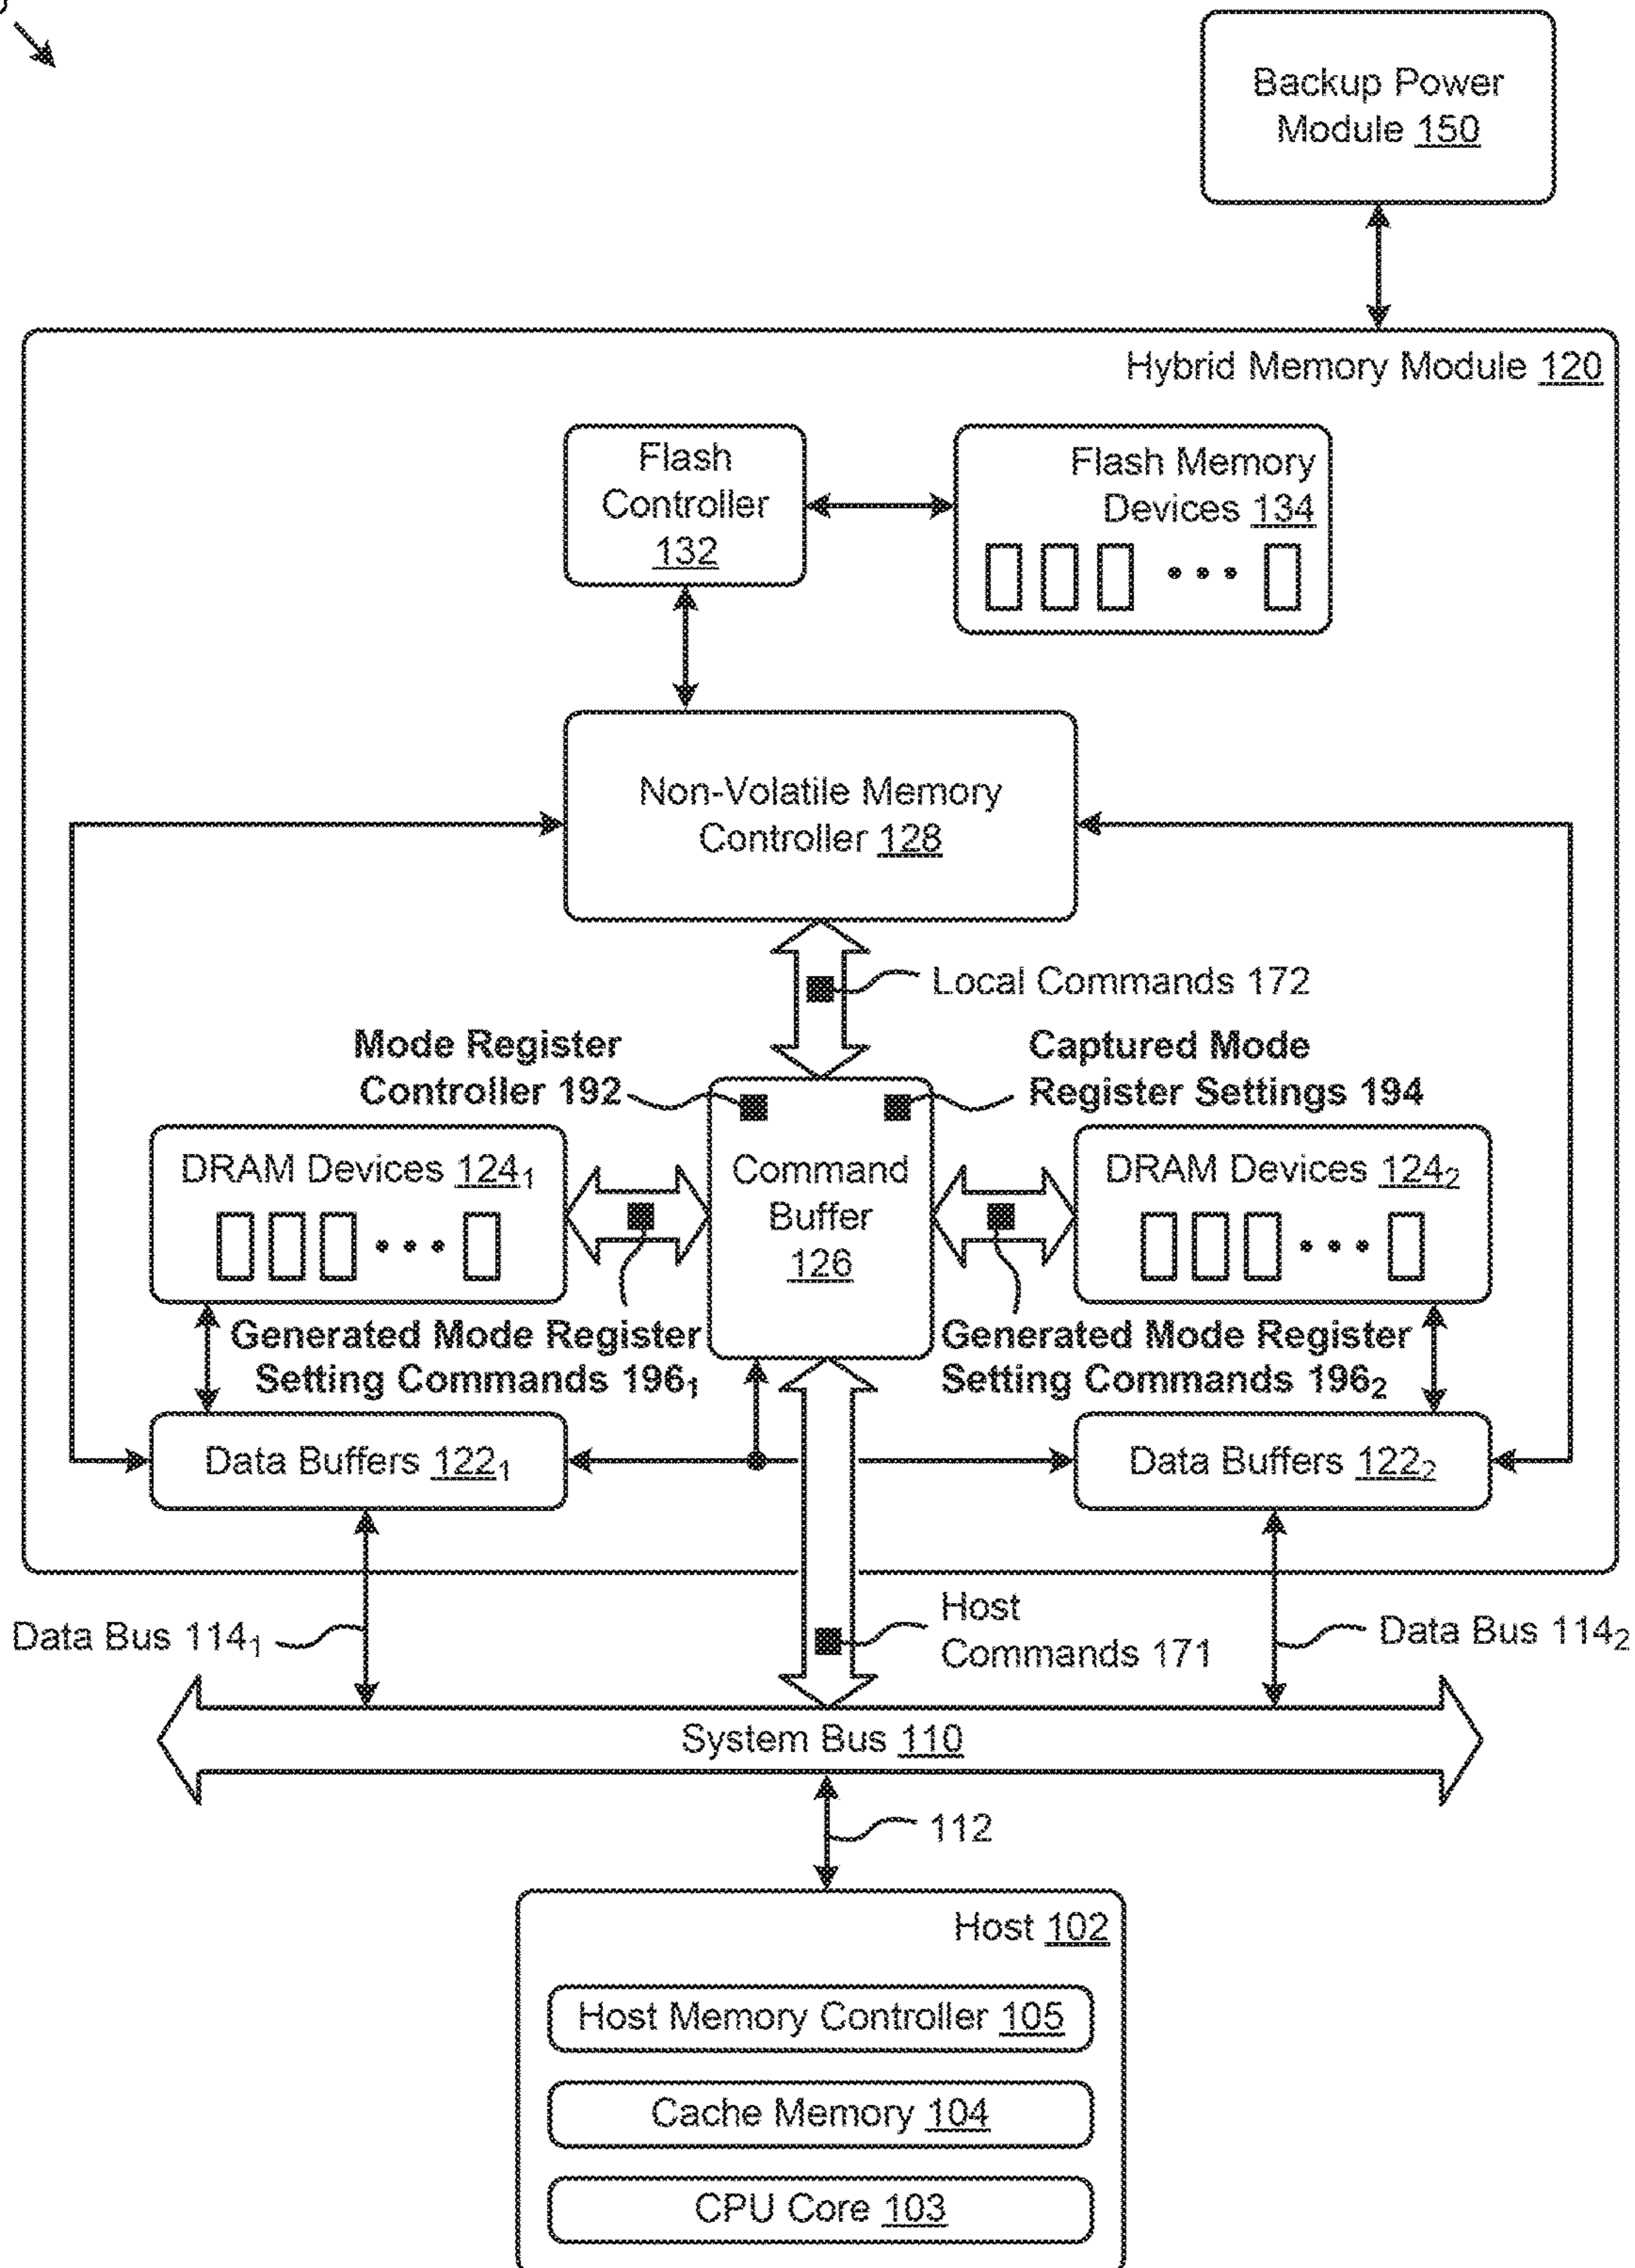 Backup Power
Module 150
Hybrid Memory Module 120
Flash
Controller
132
Flash Memory
Devices 134
Non-Volatile Memory
Controller 128
Local Commands 172
Mode Register
Controller 192
Captured Mode
Register Settings 194
DRAM Devices 124₁
Command
Buffer
126
DRAM Devices 124₂
Generated Mode Register
Setting Commands 196₁
Generated Mode Register
Setting Commands 196₂
Data Buffers 122₁
Data Buffers 122₂
Data Bus 114₁
Host
Commands 171
Data Bus 114₂
System Bus 110
112
Host 102
Host Memory Controller 105
Cache Memory 104
CPU Core 103